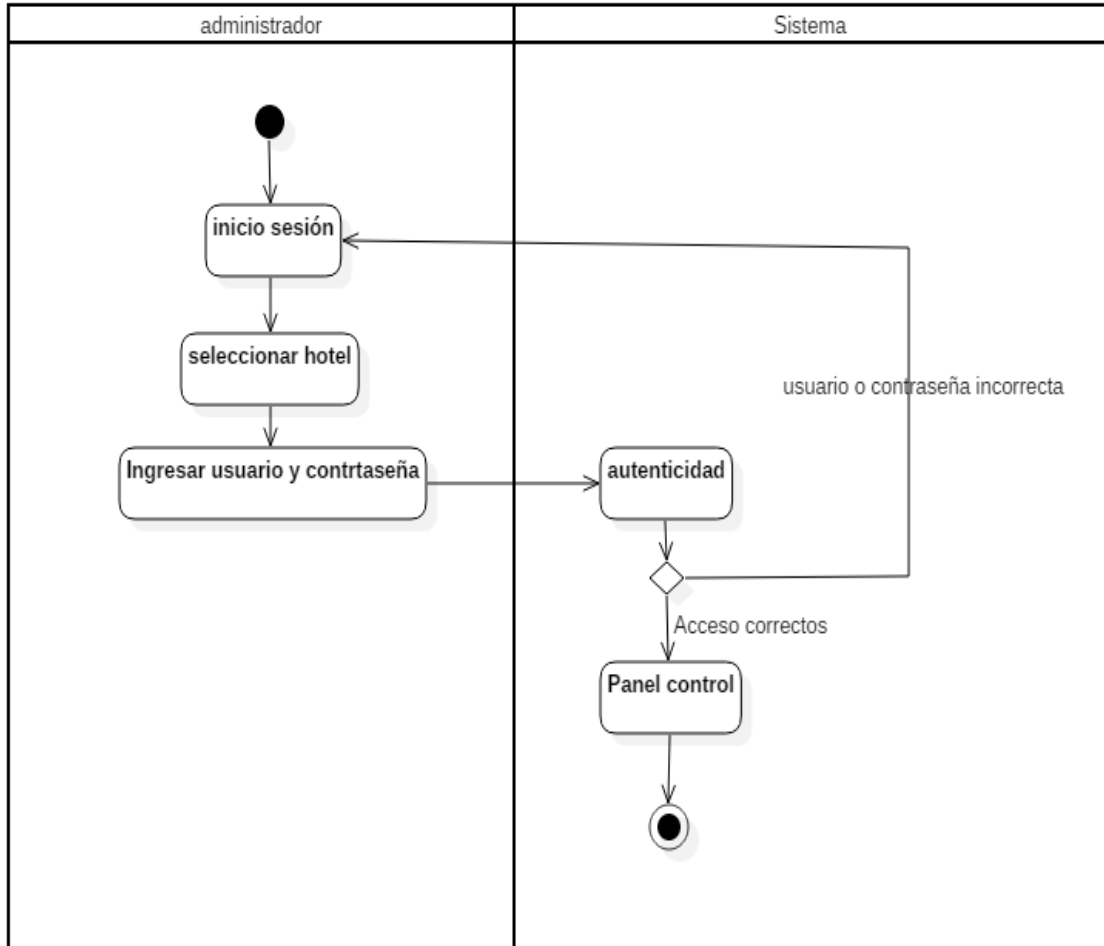 administrador
Sistema
inicio sesión
seleccionar hotel
usuario o contraseña incorrecta
Ingresar usuario y contrtaseña
autenticidad
Acceso correctos
Panel control